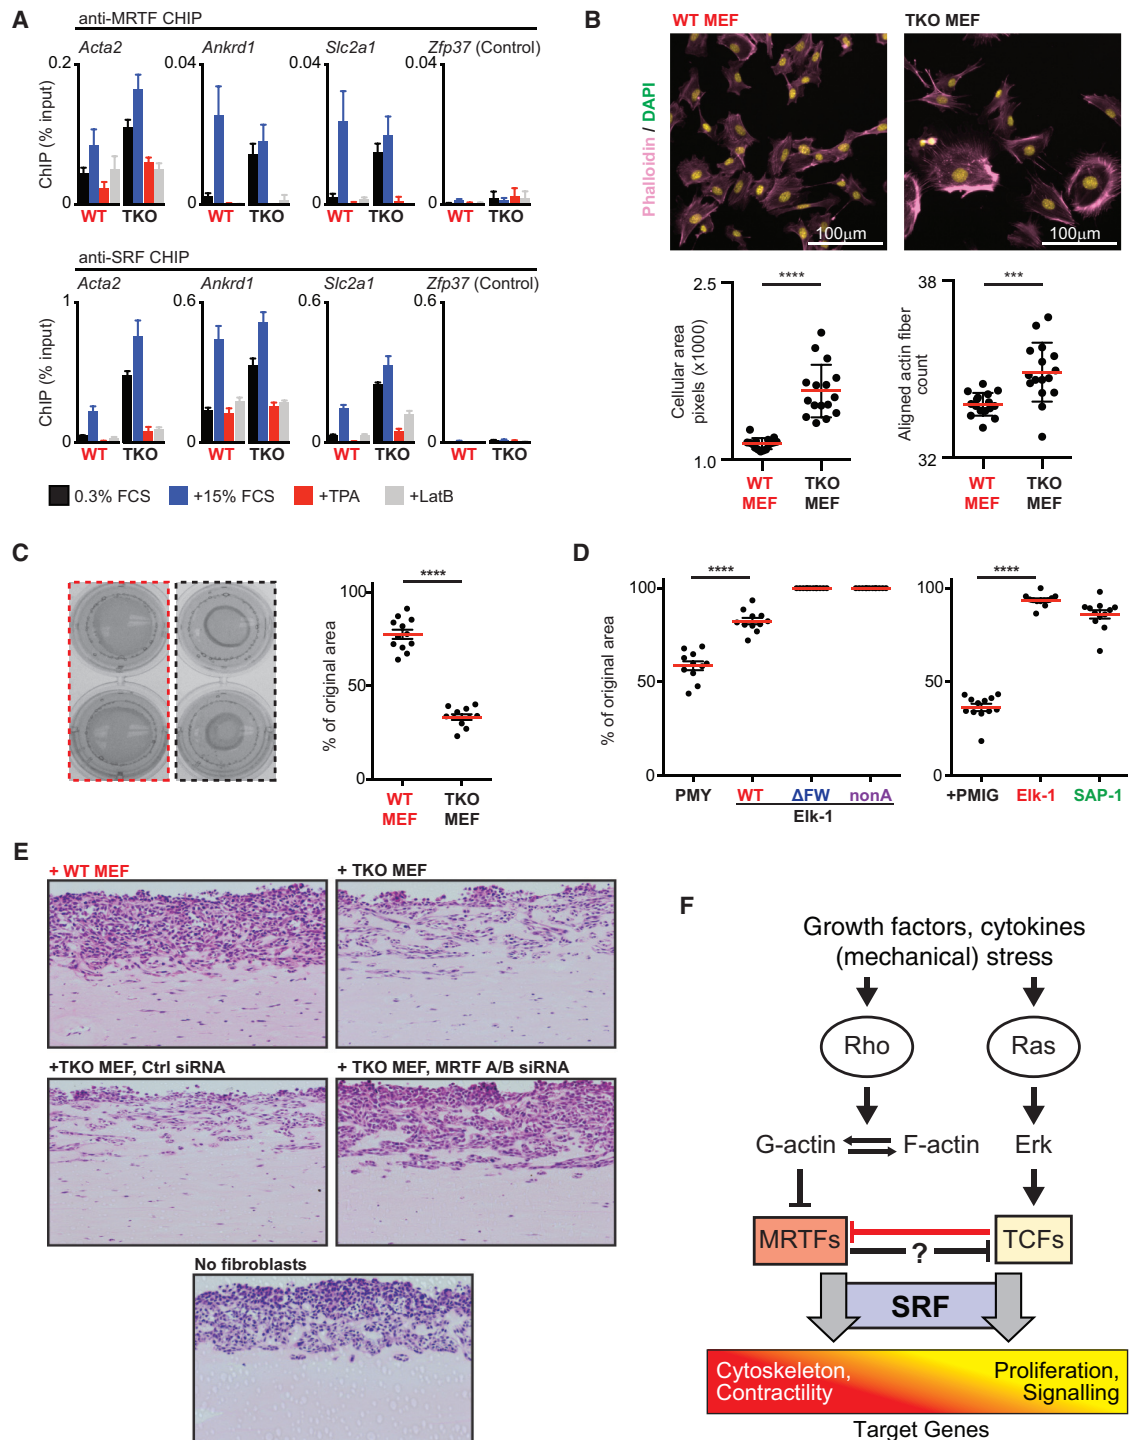 A
anti-MRTF CHIP
Acta2
Ankrd1
Slc2a1
Zfp37 (Control)
ChIP (% input)
0.2
0
0.04
0
0.04
0
0.04
0
WT TKO
WT TKO
WT TKO
WT TKO
anti-SRF CHIP
Acta2
Ankrd1
Slc2a1
Zfp37 (Control)
ChIP (% input)
1
0
0.6
0
0.6
0
0.6
0
WT TKO
WT TKO
WT TKO
WT TKO
0.3% FCS
+15% FCS
+TPA
+LatB
B
WT MEF
TKO MEF
Phalloidin / DAPI
100µm
100µm
Cellular area
pixels (x1000)
2.5
1.0
****
WT
MEF
TKO
MEF
Aligned actin fiber
count
38
32
***
WT
MEF
TKO
MEF
C
% of original area
100
50
0
****
WT
MEF
TKO
MEF
D
% of original area
100
50
0
****
PMY
WT
ΔFW
nonA
Elk-1
100
50
0
****
+PMIG
Elk-1
SAP-1
E
+ WT MEF
+ TKO MEF
+TKO MEF, Ctrl siRNA
+ TKO MEF, MRTF A/B siRNA
No fibroblasts
F
Growth factors, cytokines
(mechanical) stress
Rho
Ras
G-actin
F-actin
Erk
MRTFs
?
TCFs
SRF
Cytoskeleton,
Contractility
Proliferation,
Signalling
Target Genes